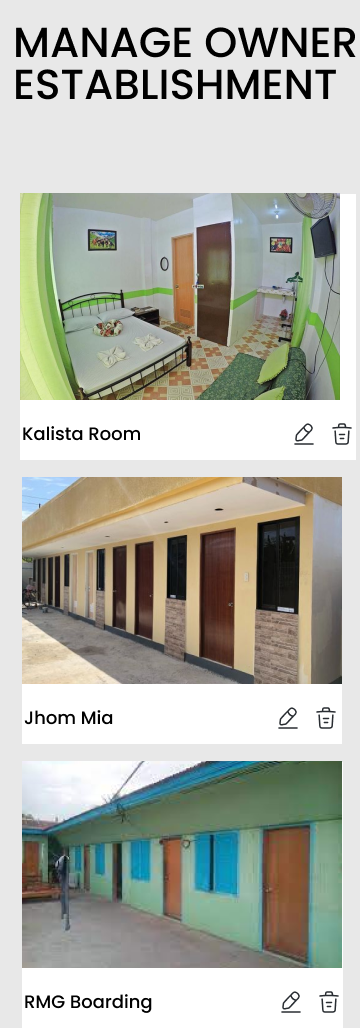 MANAGE OWNER
ESTABLISHMENT
Kalista Room
Jhom Mia
RMG Boarding